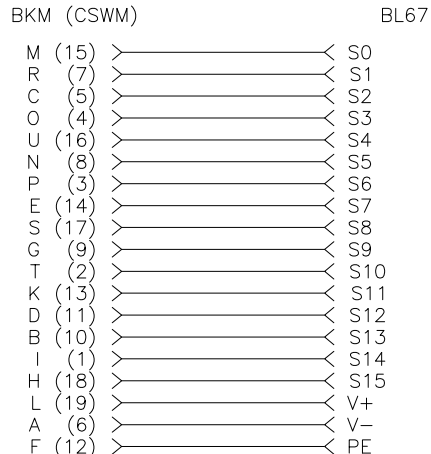 BKM (CSWM) BL67
M (15) S0
R (7) S1
C (5) S2
O (4) S3
U (16) S4
N (8) S5
P (3) S6
E (14) S7
S (17) S8
G (9) S9
T (2) S10
K (13) S11
D (11) S12
B (10) S13
I (1) S14
H (18) S15
L (19) V+
A (6) V−
F (12) PE